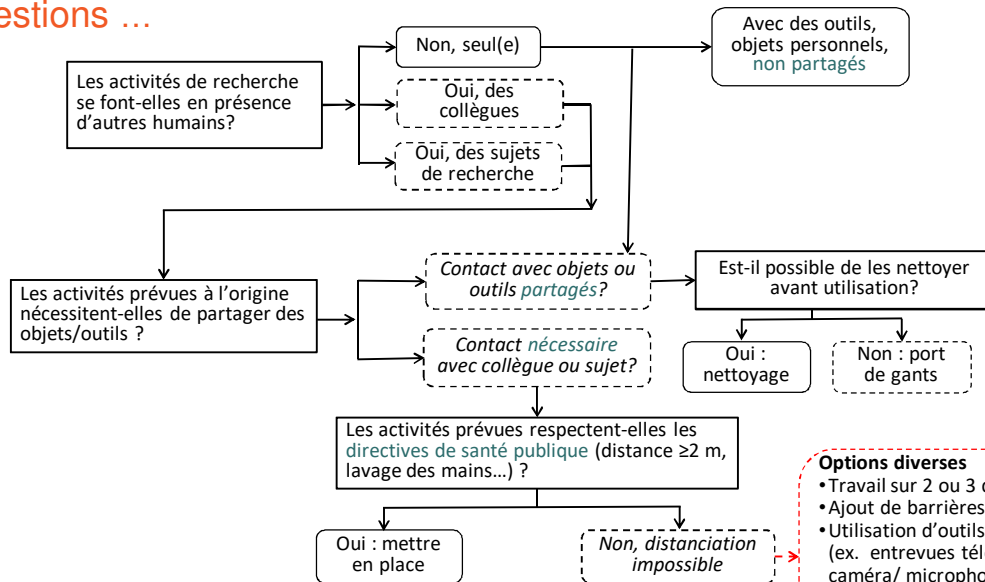 estions ...
Les activités de recherche
se font-elles en présence
d'autres humains?
Non, seul(e)
Oui, des
collègues
Oui, des sujets
de recherche
Avec des outils,
objets personnels,
non partagés
Les activités prévues à l'origine
nécessitent-elles de partager des
objets/outils ?
Contact avec objets ou
outils partagés?
Contact nécessaire
avec collègue ou sujet?
Est-il possible de les nettoyer
avant utilisation?
Oui :
nettoyage
Non : port
de gants
Les activités prévues respectent-elles les
directives de santé publique (distance ≥2 m,
lavage des mains…) ?
Oui : mettre
en place
Non, distanciation
impossible
Options diverses
•Travail sur 2 ou 3
•Ajout de barrières
•Utilisation d'outils
(ex. entrevues tél
caméra/ micropho